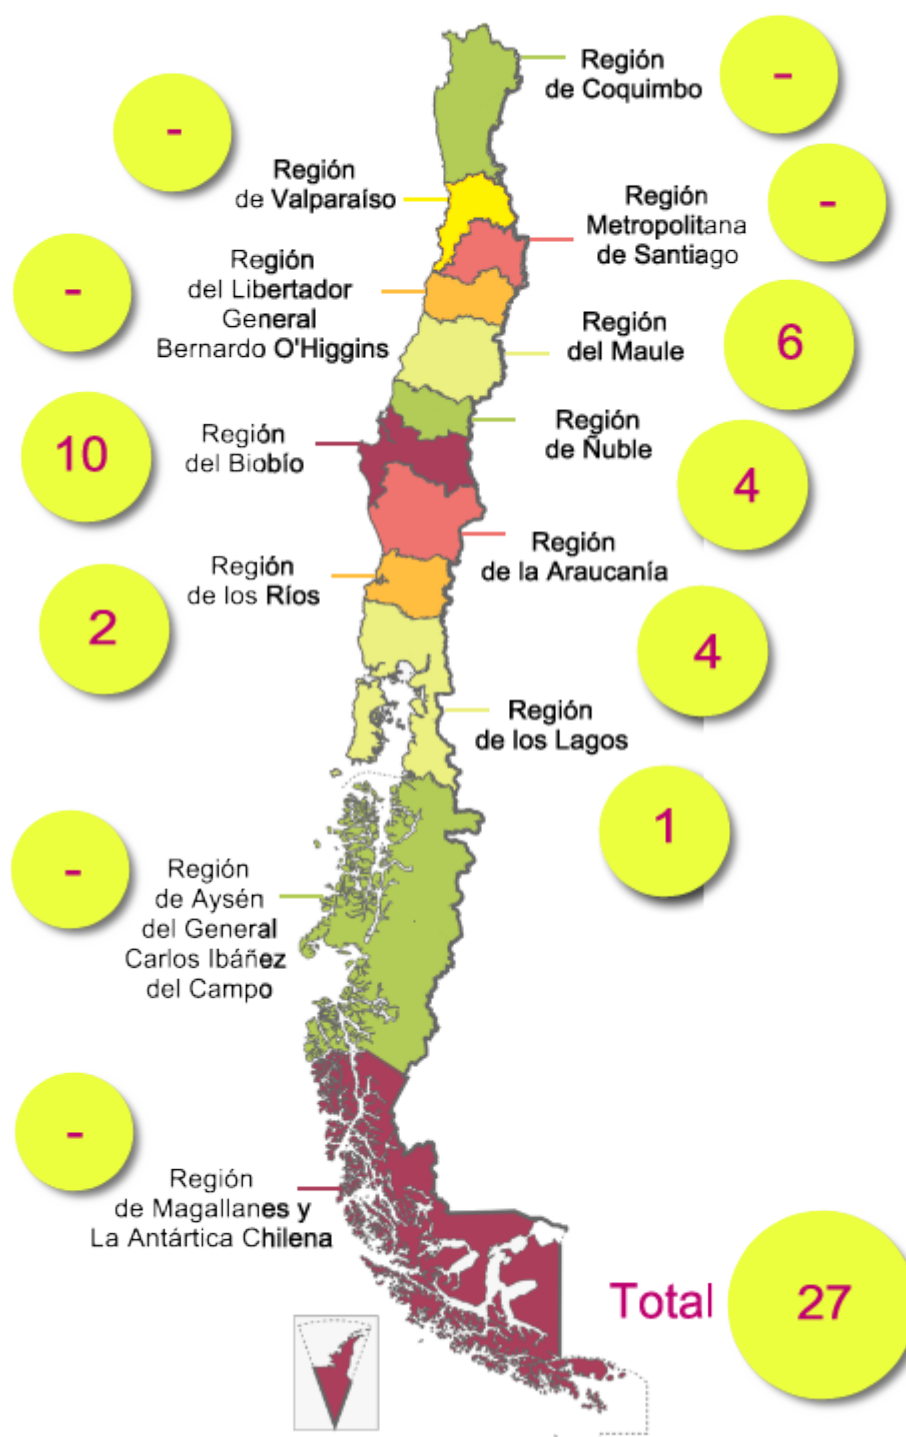 Región
de Coquimbo
-
-
Región
de Valparaíso
Región
Metropolitana
de Santiago
-
-
Región
del Libertador
General
Bernardo O'Higgins
Región
del Maule
6
10
Región
del Biobío
Región
de Ñuble
4
Región
de la Araucanía
4
2
Región
de los Ríos
Región
de los Lagos
1
-
Región
de Aysén
del General
Carlos Ibáñez
del Campo
-
Región
de Magallanes y
La Antártica Chilena
Total 27